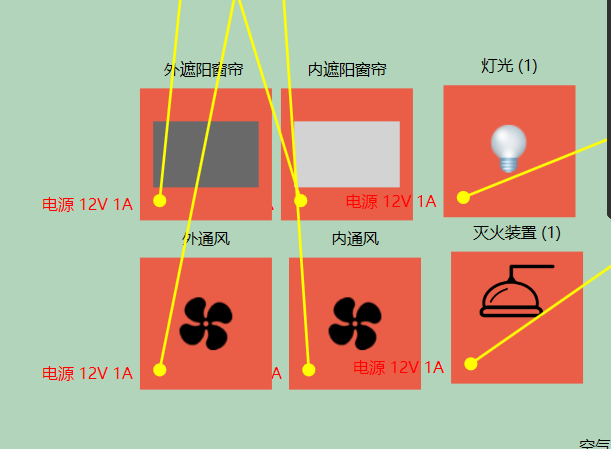 外遮阳窗帘
内遮阳窗帘
灯光 (1)
电源 12V 1A
A
电源 12V 1A
外通风
内通风
灭火装置 (1)
电源 12V 1A
A
电源 12V 1A
空气